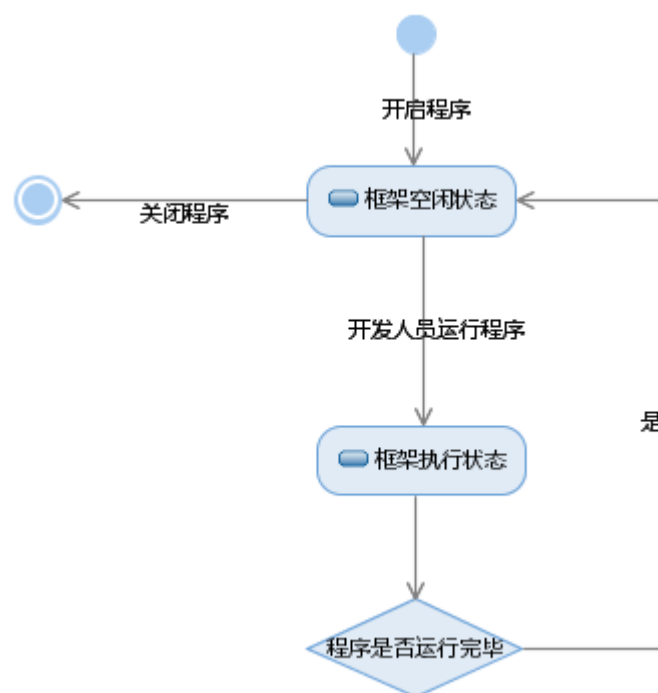 开启程序
框架空闲状态
关闭程序
开发人员运行程序
是
框架执行状态
程序是否运行完毕